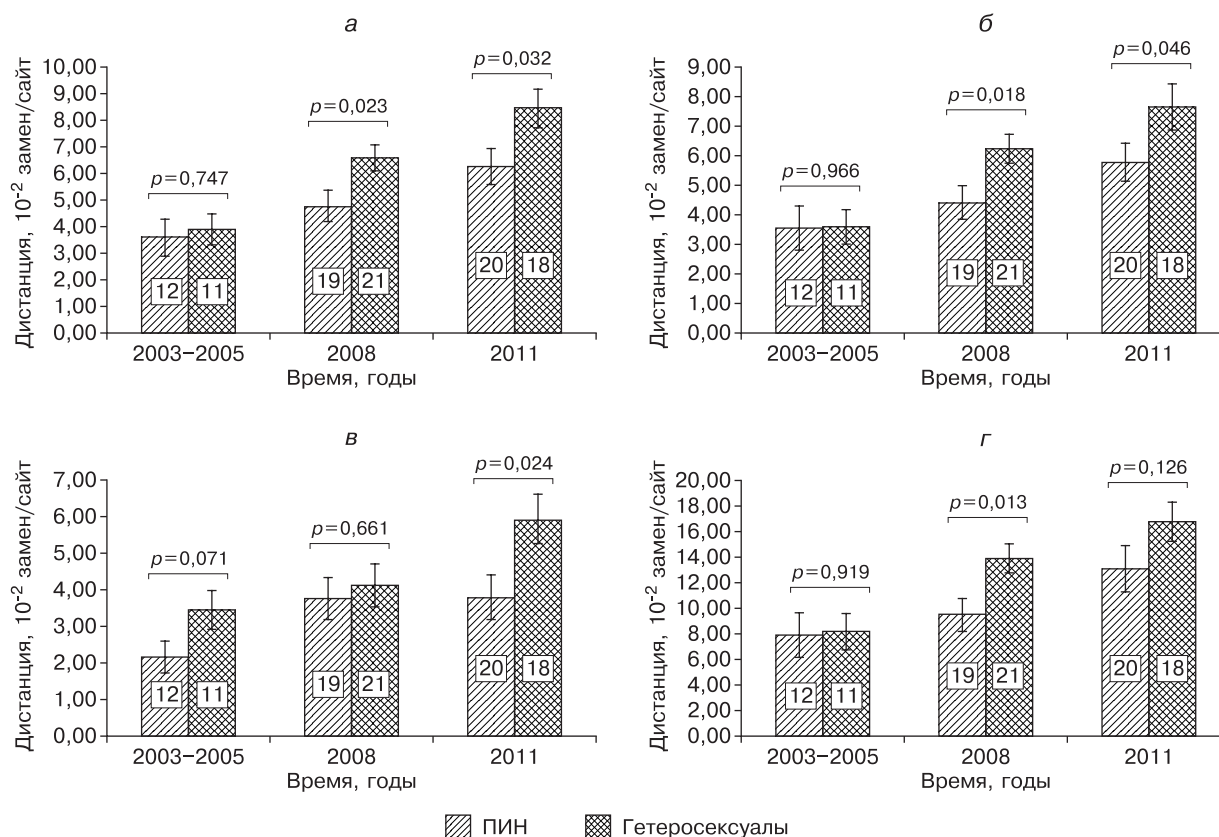 а
Дистанция, 10⁻² замен/сайт
10,00
9,00
8,00
7,00
6,00
5,00
4,00
3,00
2,00
1,00
0,00
p=0,747
p=0,023
p=0,032
12
11
19
21
20
18
2003–2005
2008
2011
Время, годы
б
Дистанция, 10⁻² замен/сайт
9,00
8,00
7,00
6,00
5,00
4,00
3,00
2,00
1,00
0,00
p=0,966
p=0,018
p=0,046
12
11
19
21
20
18
2003–2005
2008
2011
Время, годы
в
Дистанция, 10⁻² замен/сайт
7,00
6,00
5,00
4,00
3,00
2,00
1,00
0,00
p=0,071
p=0,661
p=0,024
12
11
19
21
20
18
2003–2005
2008
2011
Время, годы
г
Дистанция, 10⁻² замен/сайт
20,00
18,00
16,00
14,00
12,00
10,00
8,00
6,00
4,00
2,00
0,00
p=0,919
p=0,013
p=0,126
12
11
19
21
20
18
2003–2005
2008
2011
Время, годы
ПИН
Гетеросексуалы